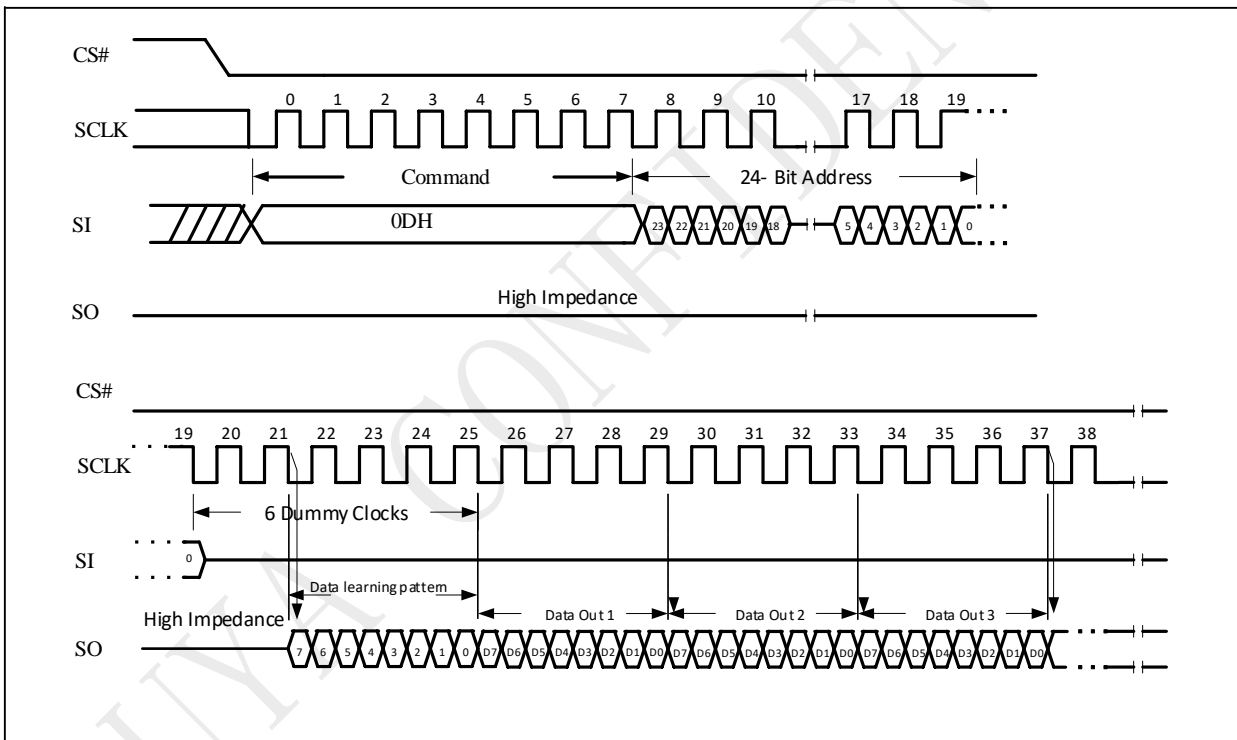 CS#
0 1 2 3 4 5 6 7 8 9 10 17 18 19
SCLK
Command 24- Bit Address
SI 0DH 23 22 21 20 19 18 5 4 3 2 1 0
High Impedance
SO
CS#
19 20 21 22 23 24 25 26 27 28 29 30 31 32 33 34 35 36 37 38
SCLK
6 Dummy Clocks
SI 0
Data learning pattem
High Impedance Data Out 1 Data Out 2 Data Out 3
SO 7 6 5 4 3 2 1 0 D7 D6 D5 D4 D3 D2 D1 D0 D7 D6 D5 D4 D3 D2 D1 D0 D7 D6 D5 D4 D3 D2 D1 D0